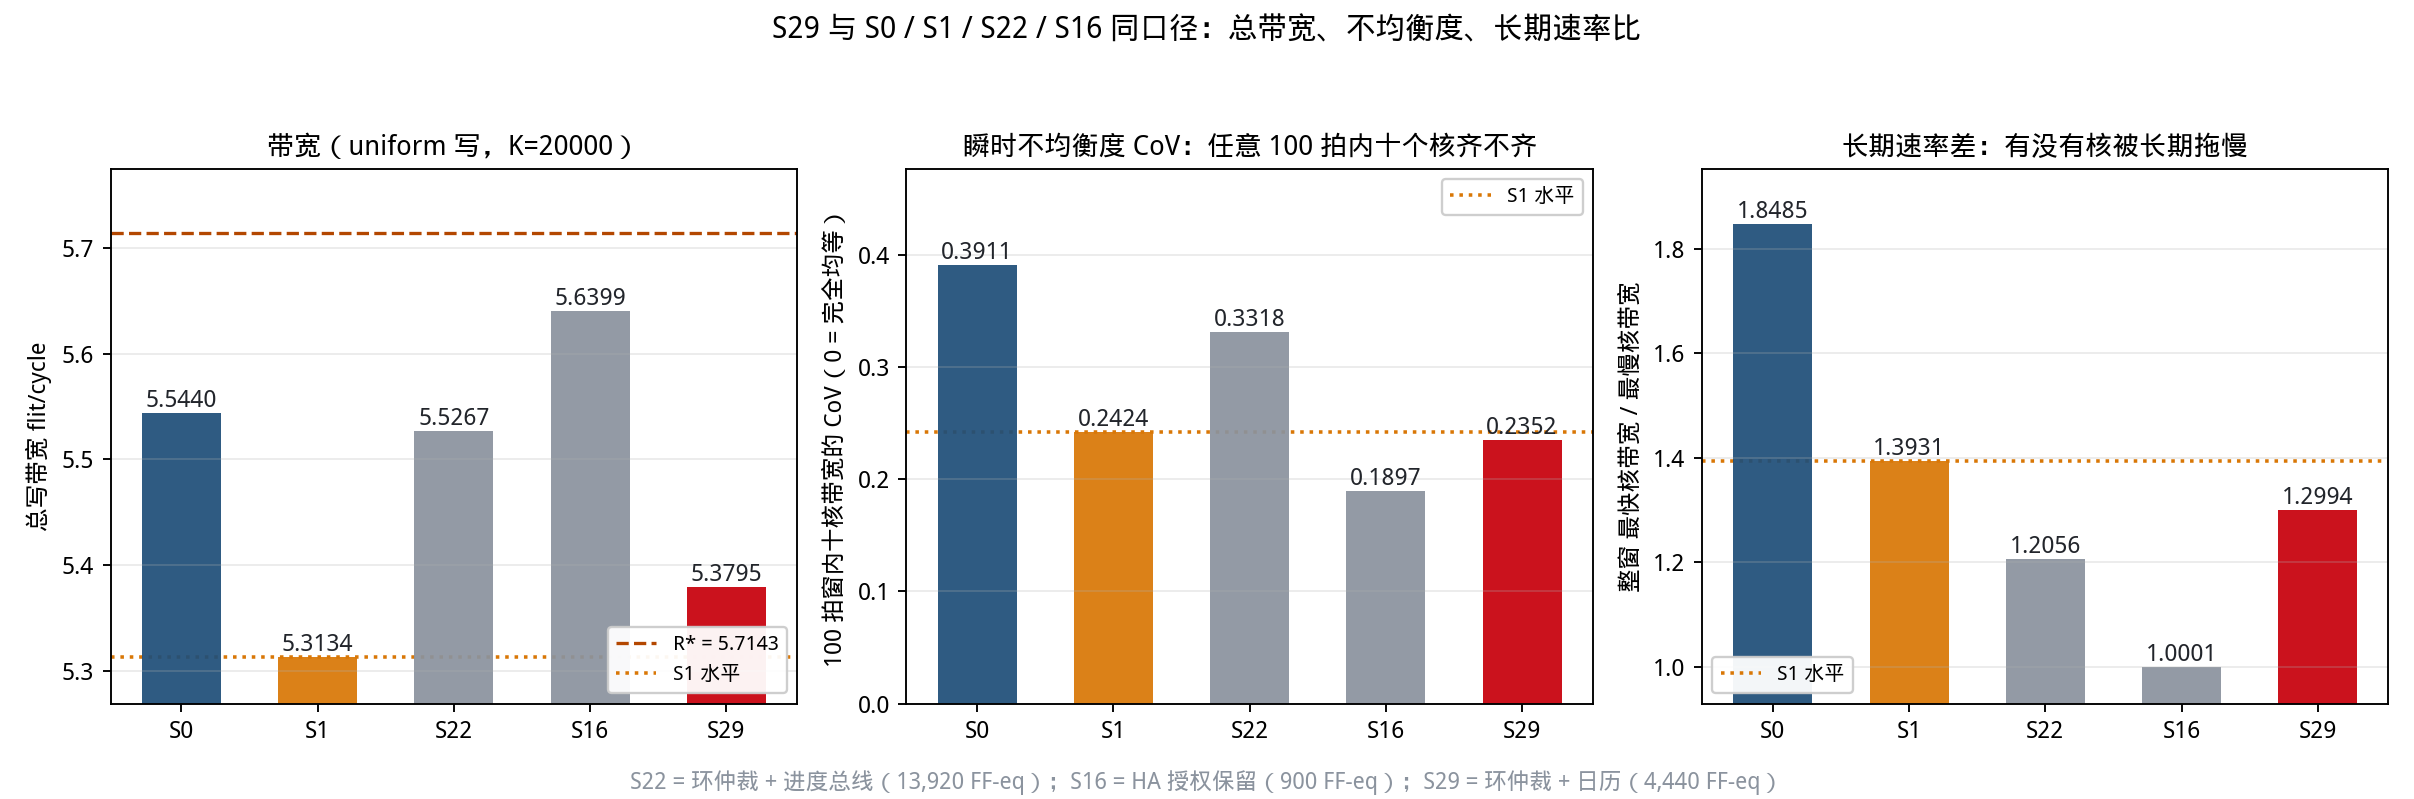 S29 与 S0 / S1 / S22 / S16 同口径：总带宽、不均衡度、长期速率比
带宽（uniform 写，K=20000）
总写带宽 flit/cycle
5.7
5.6
5.5
5.4
5.3
5.5440
5.3134
5.5267
5.6399
5.3795
R* = 5.7143
S1 水平
S0
S1
S22
S16
S29
瞬时不均衡度 CoV：任意 100 拍内十个核齐不齐
100 拍窗内十核带宽的 CoV（0 = 完全均等）
0.4
0.3
0.2
0.1
0.0
S1 水平
0.3911
0.2424
0.3318
0.1897
0.2352
S0
S1
S22
S16
S29
长期速率差：有没有核被长期拖慢
整窗 最快核带宽 / 最慢核带宽
1.8
1.6
1.4
1.2
1.0
1.8485
1.3931
1.2056
1.0001
1.2994
S1 水平
S0
S1
S22
S16
S29
S22 = 环仲裁 + 进度总线（13,920 FF-eq）；S16 = HA 授权保留（900 FF-eq）；S29 = 环仲裁 + 日历（4,440 FF-eq）